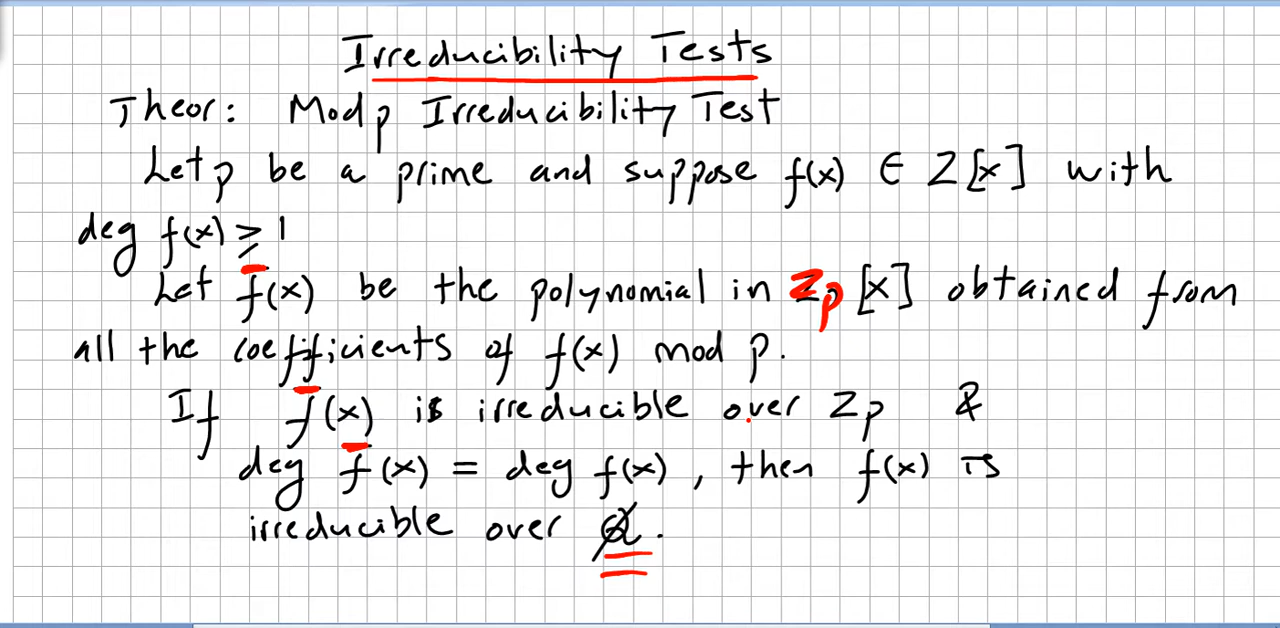 Irreducibility Tests
Theor: Mod p Irreducibility Test
Let p be a prime and suppose f(x) ∈ Z[x] with
deg f(x) ≥ 1
Let f̅(x) be the polynomial in Zp[x] obtained from
all the coefficients of f(x) mod p.
If f̅(x) is irreducible over Zp &
deg f̅(x) = deg f(x), then f(x) is
irreducible over Q.